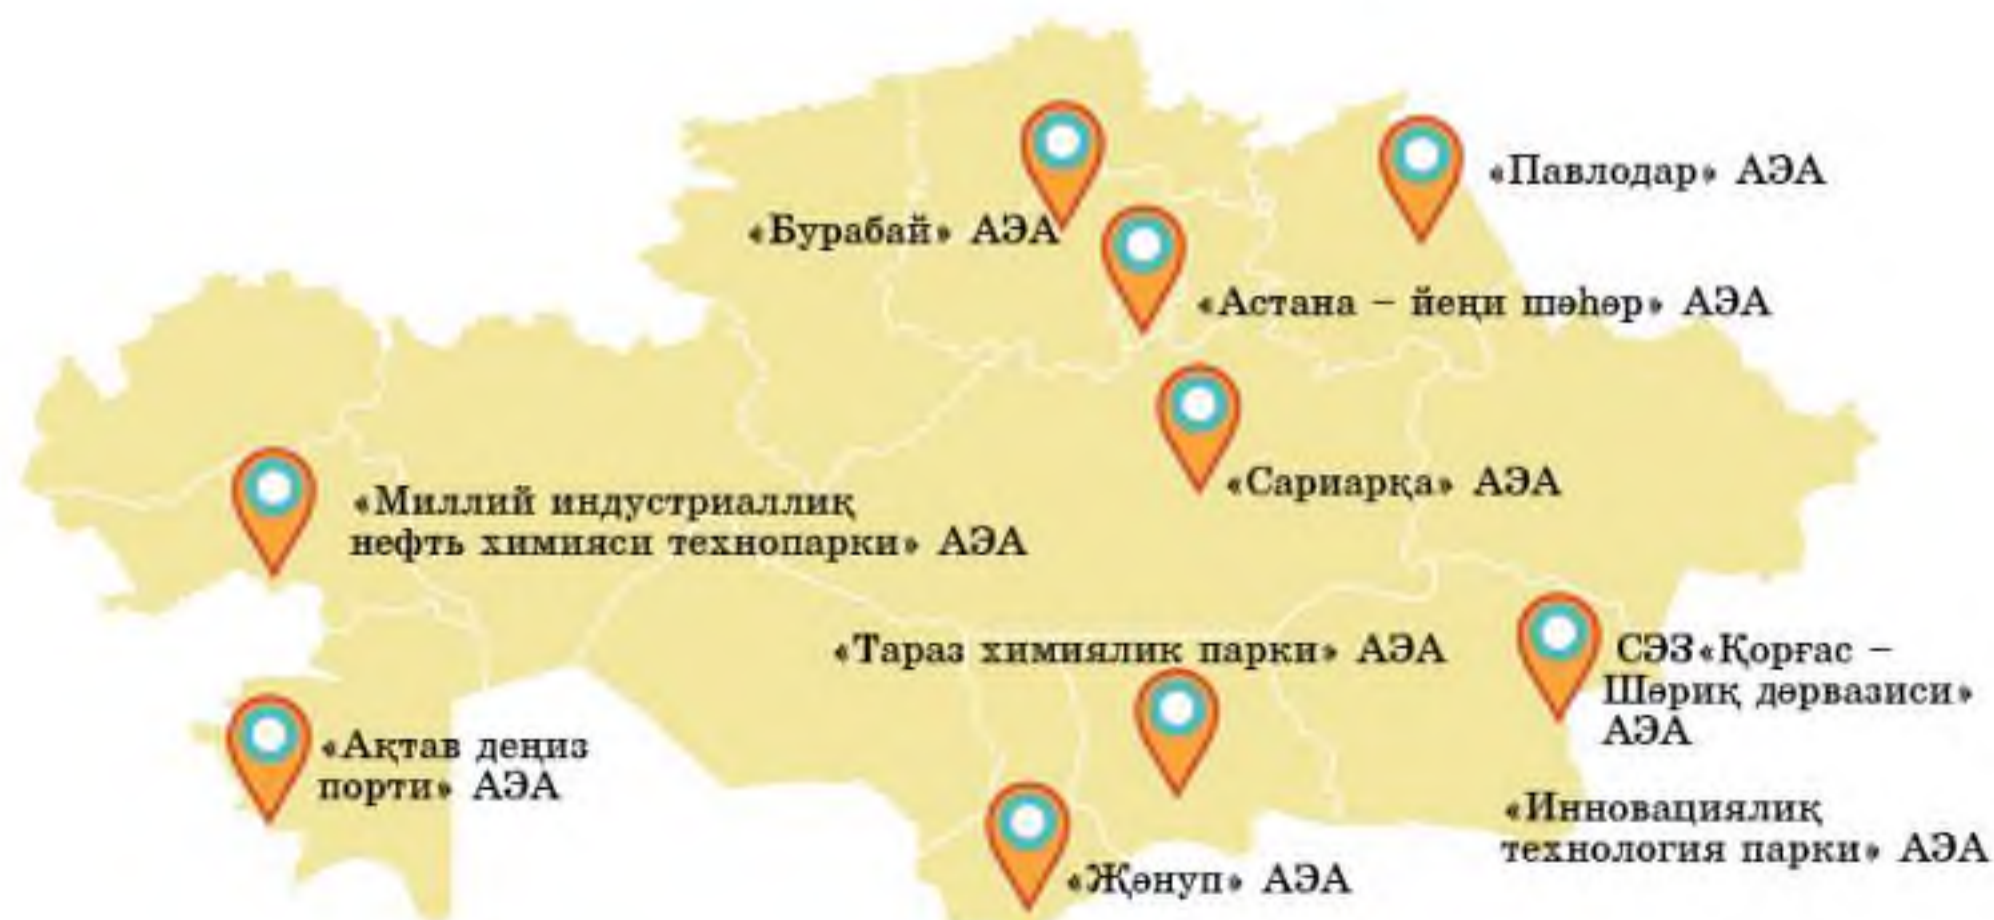 «Павлодар» АЭА
«Бурабай» АЭА
«Астана – йеңи шәһәр» АЭА
«Сариарқа» АЭА
«Миллий индустриаллиқ
нефть химияси технопарки» АЭА
«Тараз химиялик парки» АЭА
СЭЗ«Қорғас –
Шәриқ дәрвазиси»
АЭА
«Ақтав деңиз
порти» АЭА
«Инновациялиқ
технология парки» АЭА
«Җәнуп» АЭА